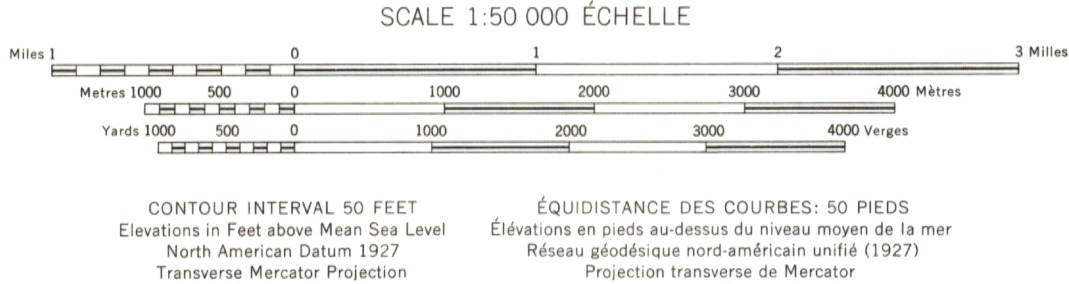 SCALE 1:50 000 ÉCHELLE
Miles 1 0 1 2 3 Milles
Metres 1000 500 0 1000 2000 3000 4000 Mètres
Yards 1000 500 0 1000 2000 3000 4000 Verges
CONTOUR INTERVAL 50 FEET
Elevations in Feet above Mean Sea Level
North American Datum 1927
Transverse Mercator Projection
ÉQUIDISTANCE DES COURBES: 50 PIEDS
Élévations en pieds au-dessus du niveau moyen de la mer
Réseau géodésique nord-américain unifié (1927)
Projection transverse de Mercator